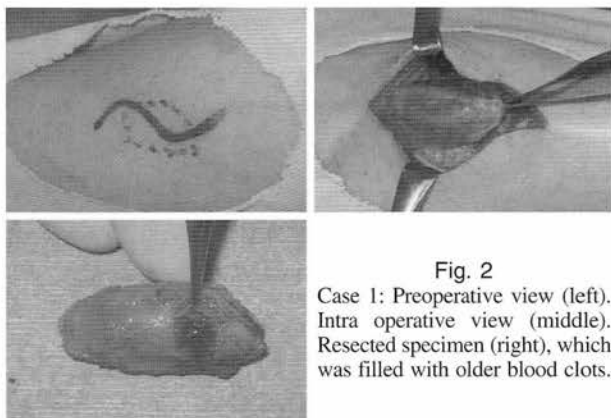 Fig. 2
Case 1: Preoperative view (left).
Intra operative view (middle).
Resected specimen (right), which
was filled with older blood clots.